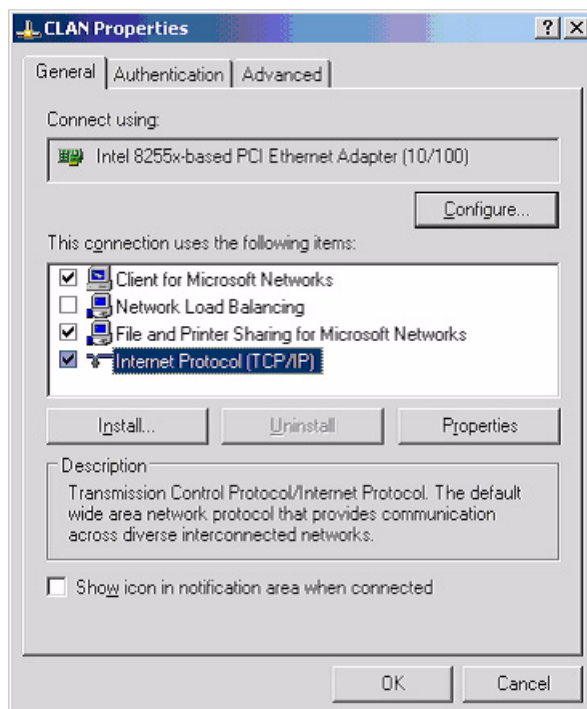 CLAN Properties
General Authentication Advanced
Connect using:
Intel 8255x-based PCI Ethernet Adapter (10/100)
Configure...
This connection uses the following items:
Client for Microsoft Networks
Network Load Balancing
File and Printer Sharing for Microsoft Networks
Internet Protocol (TCP/IP)
Install... Uninstall Properties
Description
Transmission Control Protocol/Internet Protocol. The default
wide area network protocol that provides communication
across diverse interconnected networks.
Show icon in notification area when connected
OK Cancel